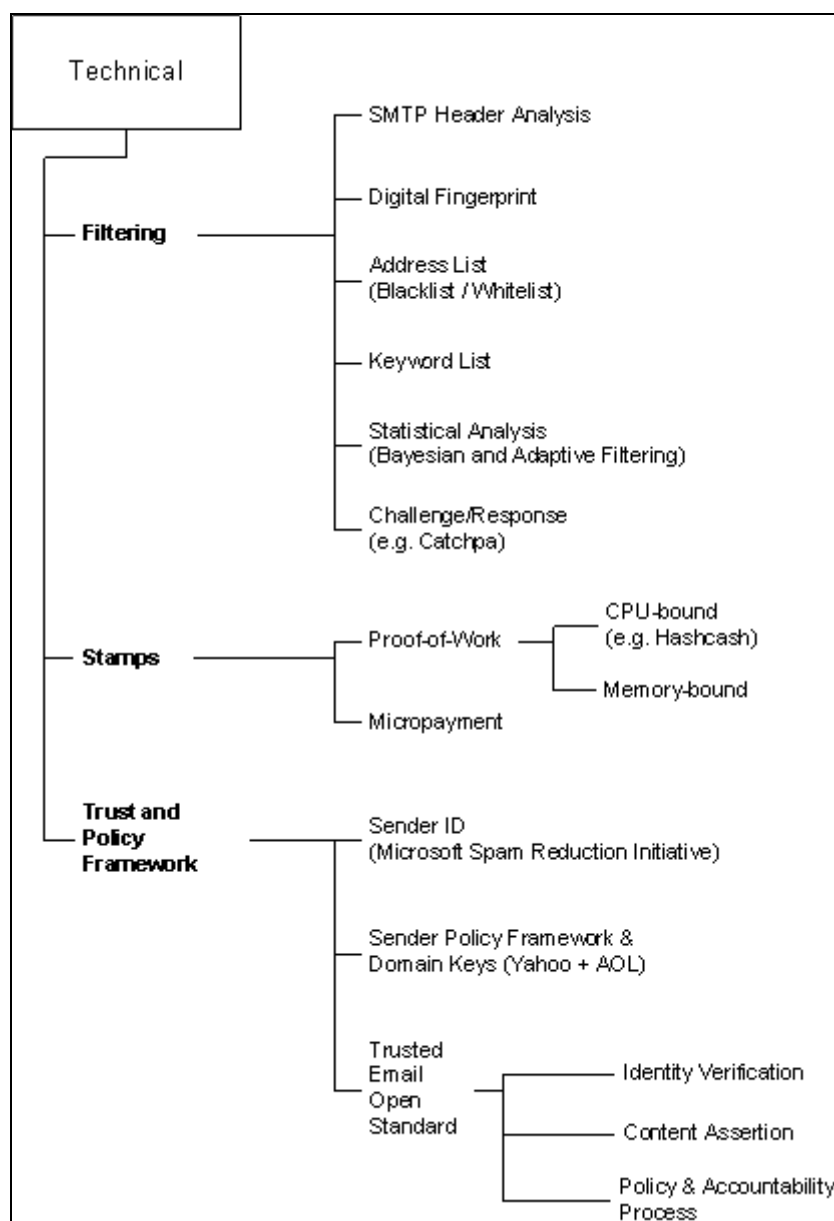 Technical
SMTP Header Analysis
Digital Fingerprint
Filtering
Address List
(Blacklist / Whitelist)
Keyword List
Statistical Analysis
(Bayesian and Adaptive Filtering)
Challenge/Response
(e.g. Catchpa)
CPU-bound
(e.g. Hashcash)
Proof-of-Work
Stamps
Memory-bound
Micropayment
Trust and
Policy
Framework
Sender ID
(Microsoft Spam Reduction Initiative)
Sender Policy Framework &
Domain Keys (Yahoo + AOL)
Trusted
Email
Open
Standard
Identity Verification
Content Assertion
Policy & Accountability
Process